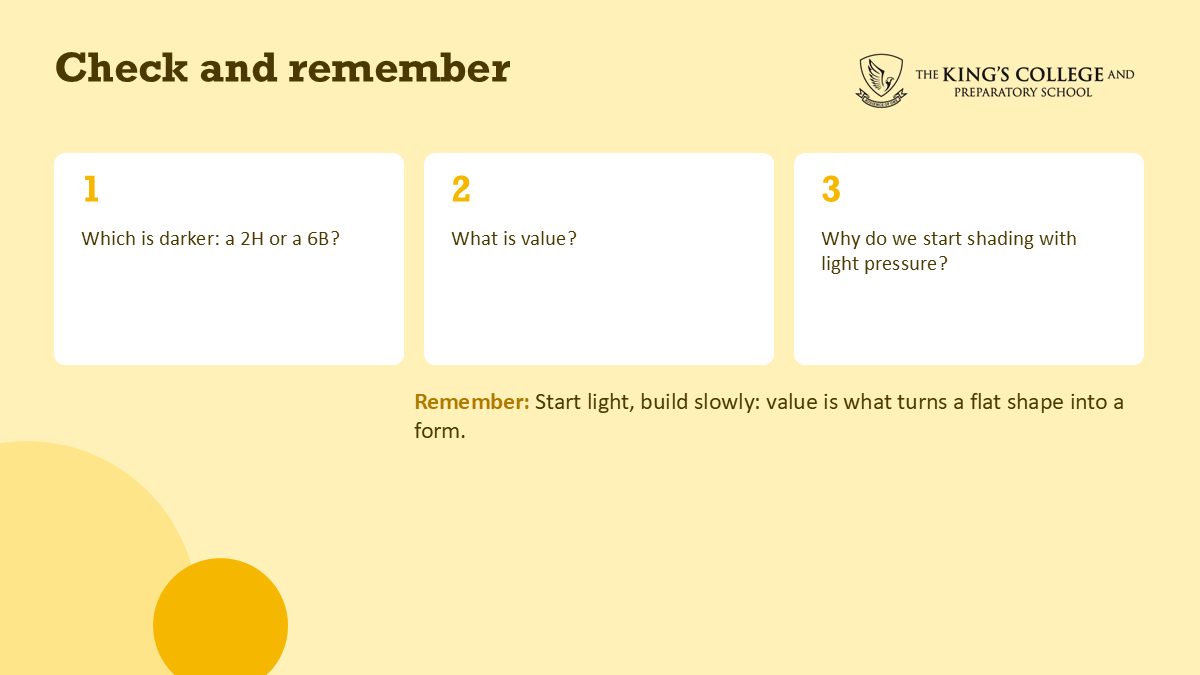 Check and remember
THE KING'S COLLEGE AND
PREPARATORY SCHOOL
1
Which is darker: a 2H or a 6B?
2
What is value?
3
Why do we start shading with
light pressure?
Remember: Start light, build slowly: value is what turns a flat shape into a
form.